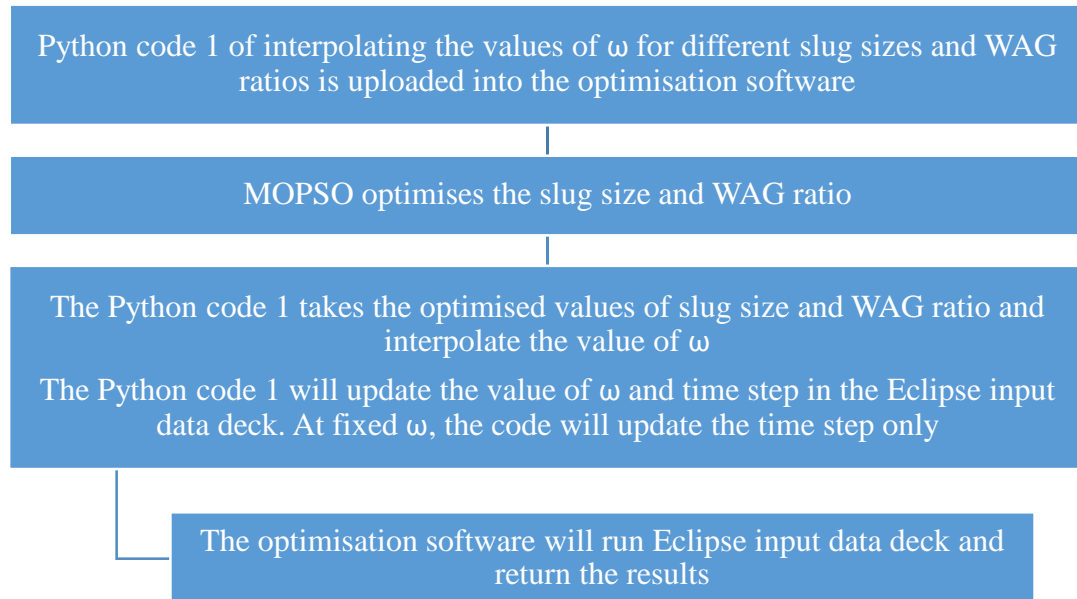 Python code 1 of interpolating the values of ω for different slug sizes and WAG
ratios is uploaded into the optimisation software
MOPSO optimises the slug size and WAG ratio
The Python code 1 takes the optimised values of slug size and WAG ratio and
interpolate the value of ω
The Python code 1 will update the value of ω and time step in the Eclipse input
data deck. At fixed ω, the code will update the time step only
The optimisation software will run Eclipse input data deck and
return the results